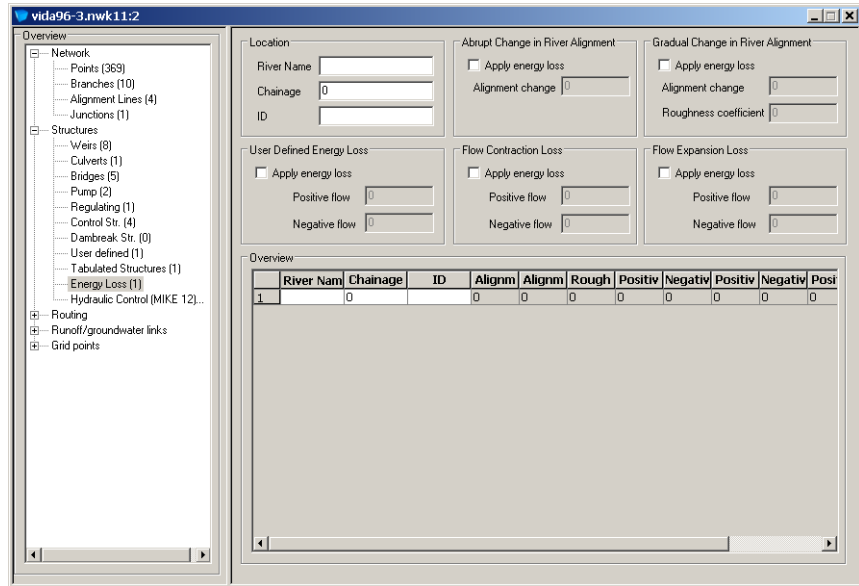 vida96-3.nwk11:2
Overview
Network
Points (369)
Branches (10)
Alignment Lines (4)
Junctions (1)
Structures
Weirs (8)
Culverts (1)
Bridges (5)
Pump (2)
Regulating (1)
Control Str. (4)
Dambreak Str. (0)
User defined (1)
Tabulated Structures (1)
Energy Loss (1)
Hydraulic Control (MIKE 12)...
Routing
Runoff/groundwater links
Grid points
Location
River Name
Chainage 0
ID
Abrupt Change in River Alignment
Apply energy loss
Alignment change 0
Gradual Change in River Alignment
Apply energy loss
Alignment change 0
Roughness coefficient 0
User Defined Energy Loss
Apply energy loss
Positive flow 0
Negative flow 0
Flow Contraction Loss
Apply energy loss
Positive flow 0
Negative flow 0
Flow Expansion Loss
Apply energy loss
Positive flow 0
Negative flow 0
Overview
River Nam Chainage ID Alignm Alignm Rough Positiv Negativ Positiv Negativ Posi
1 0 0 0 0 0 0 0 0 0